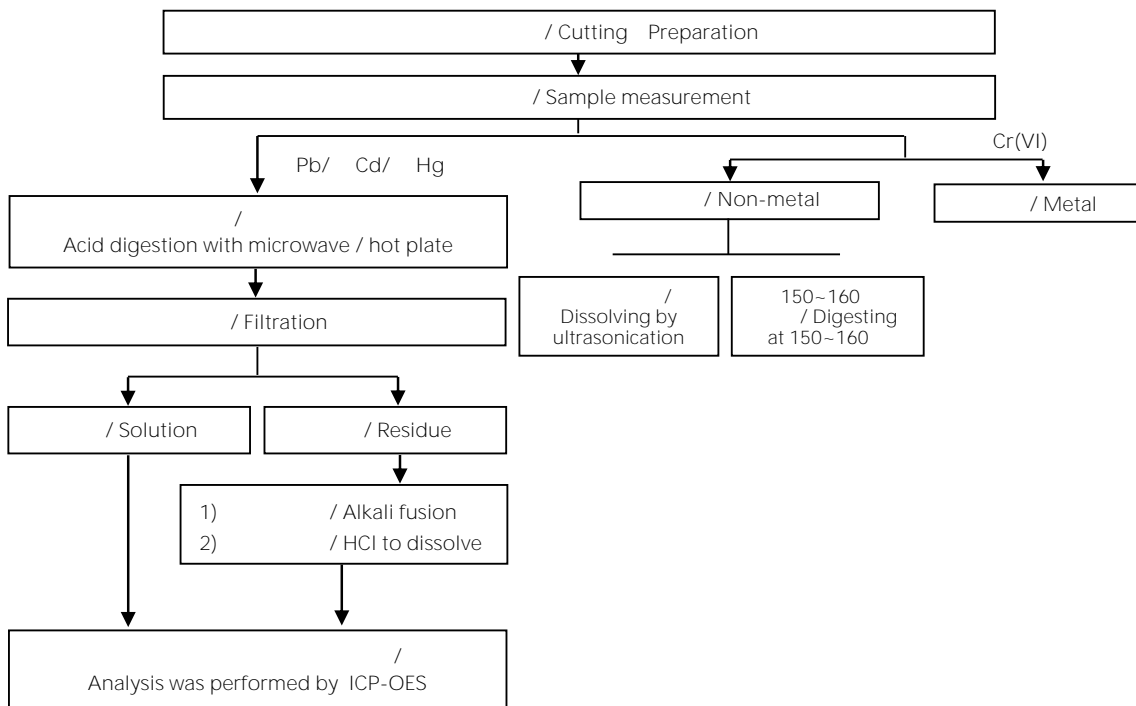 / Cutting Preparation
/ Sample measurement
Cr(VI)
Pb/ Cd/ Hg
/ Non-metal
/ Metal
/
Acid digestion with microwave / hot plate
/
Dissolving by
ultrasonication
150~160
/ Digesting
at 150~160
/ Filtration
/ Solution
/ Residue
1) / Alkali fusion
2) / HCl to dissolve
/
Analysis was performed by ICP-OES